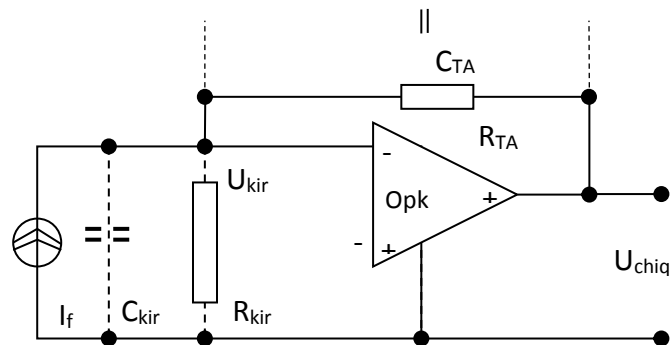 ||
C_TA
R_TA
-
U_kir
Opk
+
-
+
U_chiq
I_f
C_kir
R_kir